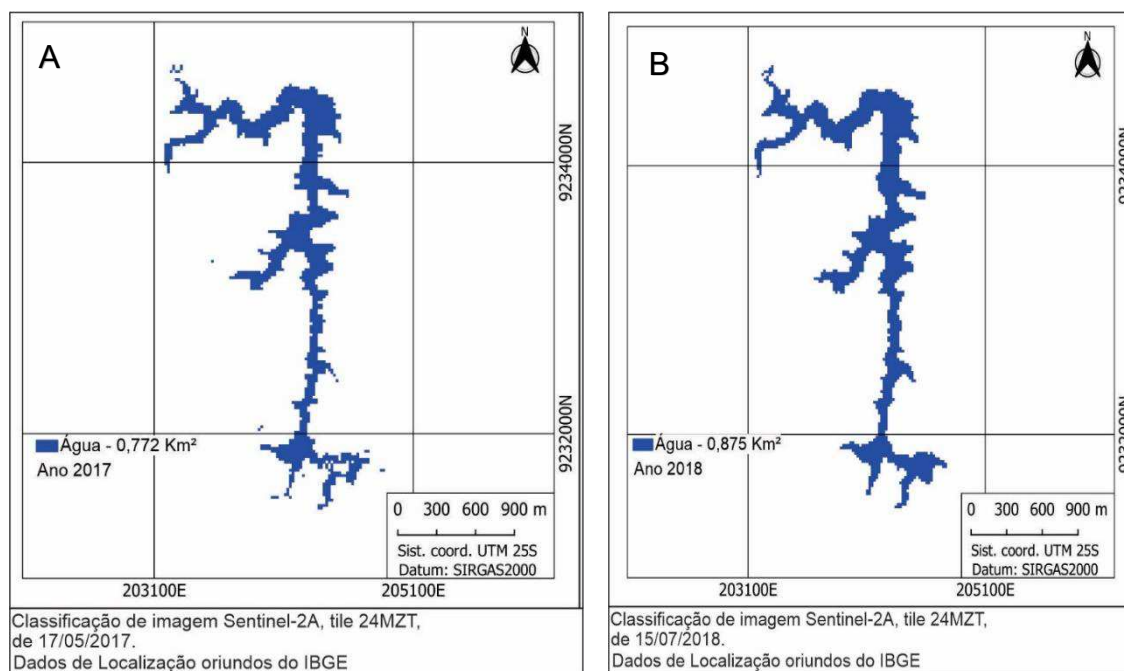 A
N
9234000N
9232000N
Água - 0,772 Km²
Ano 2017
0 300 600 900 m
Sist. coord. UTM 25S
Datum: SIRGAS2000
203100E 205100E
Classificação de imagem Sentinel-2A, tile 24MZT,
de 17/05/2017.
Dados de Localização oriundos do IBGE
B
N
9234000N
9232000N
Água - 0,875 Km²
Ano 2018
0 300 600 900 m
Sist. coord. UTM 25S
Datum: SIRGAS2000
203100E 205100E
Classificação de imagem Sentinel-2A, tile 24MZT,
de 15/07/2018.
Dados de Localização oriundos do IBGE